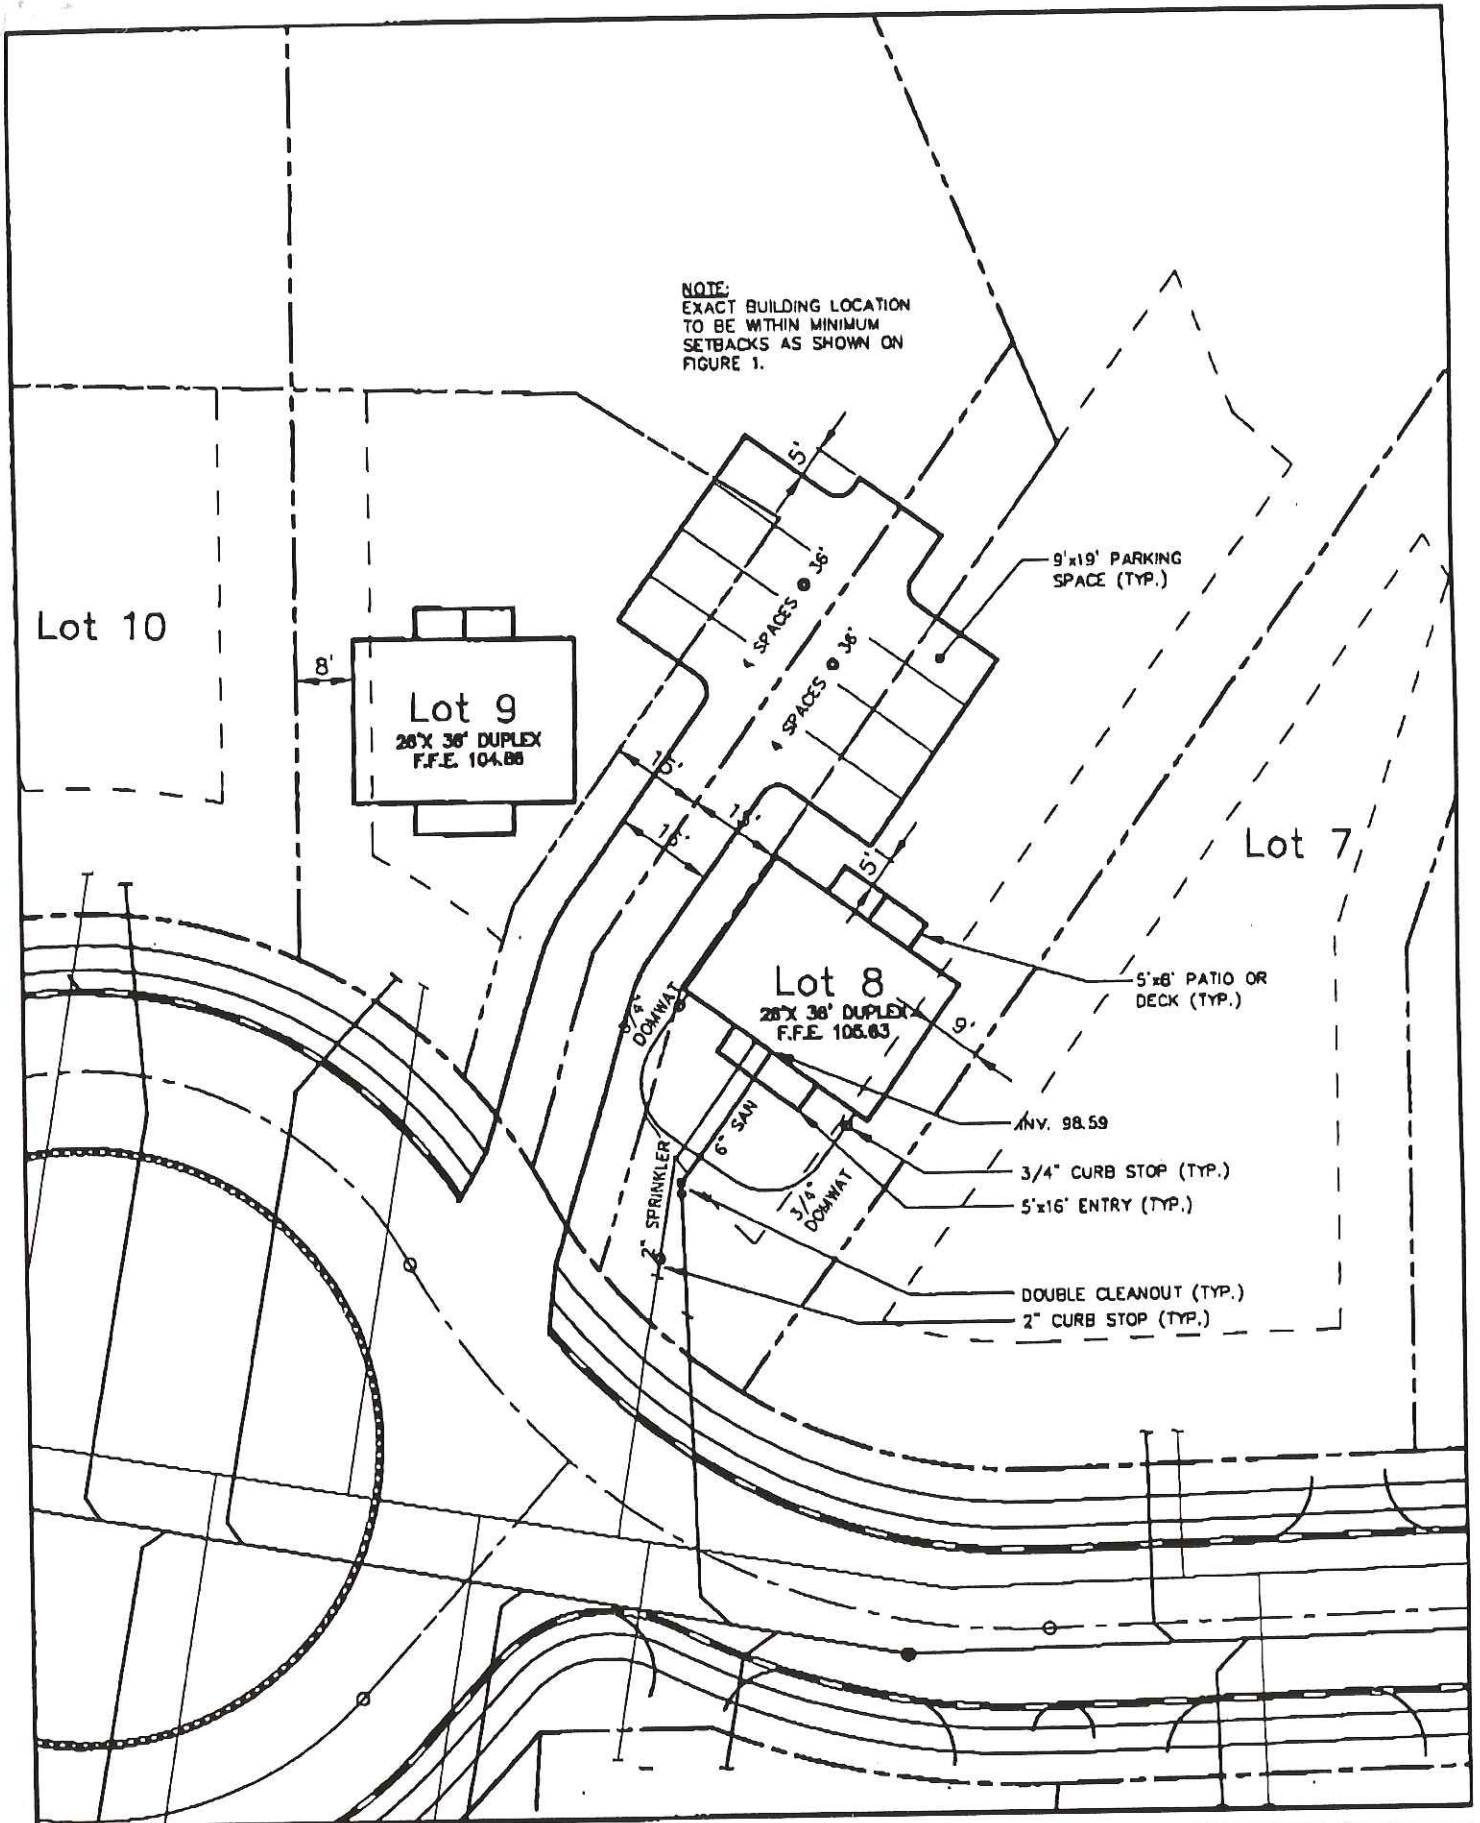 NOTE:
EXACT BUILDING LOCATION
TO BE WITHIN MINIMUM
SETBACKS AS SHOWN ON
FIGURE 1.
5'
9'x19' PARKING
SPACE (TYP.)
36'
4 SPACES
36'
4 SPACES
Lot 10
8'
Lot 9
28'X 36' DUPLEX
F.F.E. 104.88
15'
15'
16'
Lot 7
5'
5'x8' PATIO OR
DECK (TYP.)
Lot 8
28'X 36' DUPLEX
F.F.E. 105.63
9'
3/4"
DOMWAT
INV. 98.59
6" SAN
3/4" CURB STOP (TYP.)
5'x16' ENTRY (TYP.)
3/4"
DOMWAT
2" SPRINKLER
DOUBLE CLEANOUT (TYP.)
2" CURB STOP (TYP.)